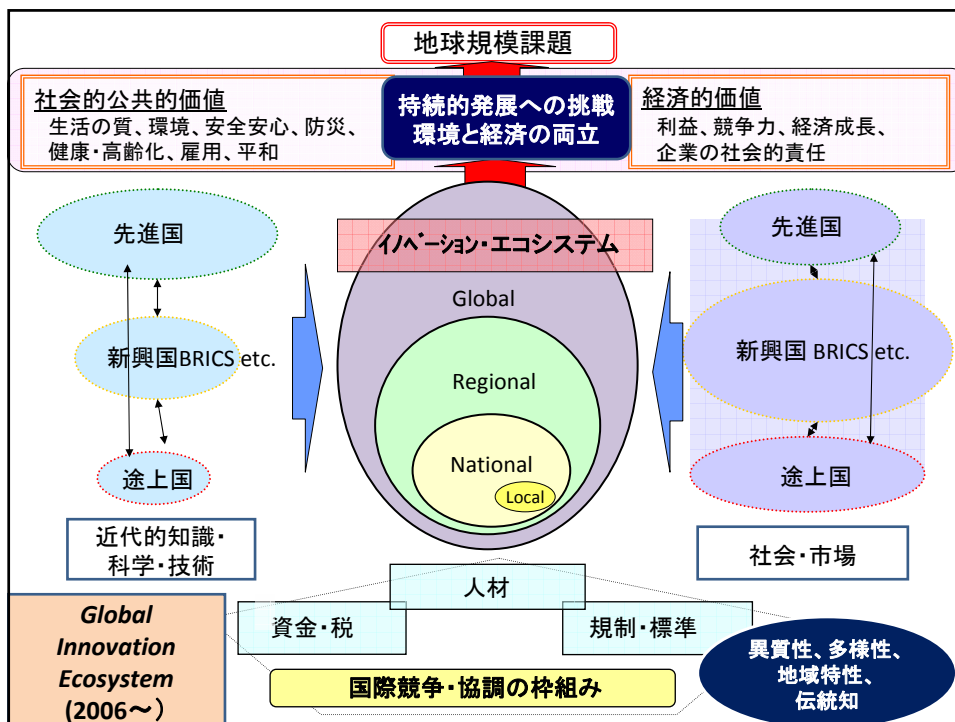 地球規模課題
社会的公共的価値
生活の質、環境、安全安心、防災、
健康・高齢化、雇用、平和
持続的発展への挑戦
環境と経済の両立
経済的価値
利益、競争力、経済成長、
企業の社会的責任
先進国
新興国BRICS etc.
途上国
近代的知識・
科学・技術
イノベーション・エコシステム
Global
Regional
National
Local
先進国
新興国 BRICS etc.
途上国
社会・市場
人材
資金・税
規制・標準
国際競争・協調の枠組み
Global
Innovation
Ecosystem
(2006～)
異質性、多様性、
地域特性、
伝統知